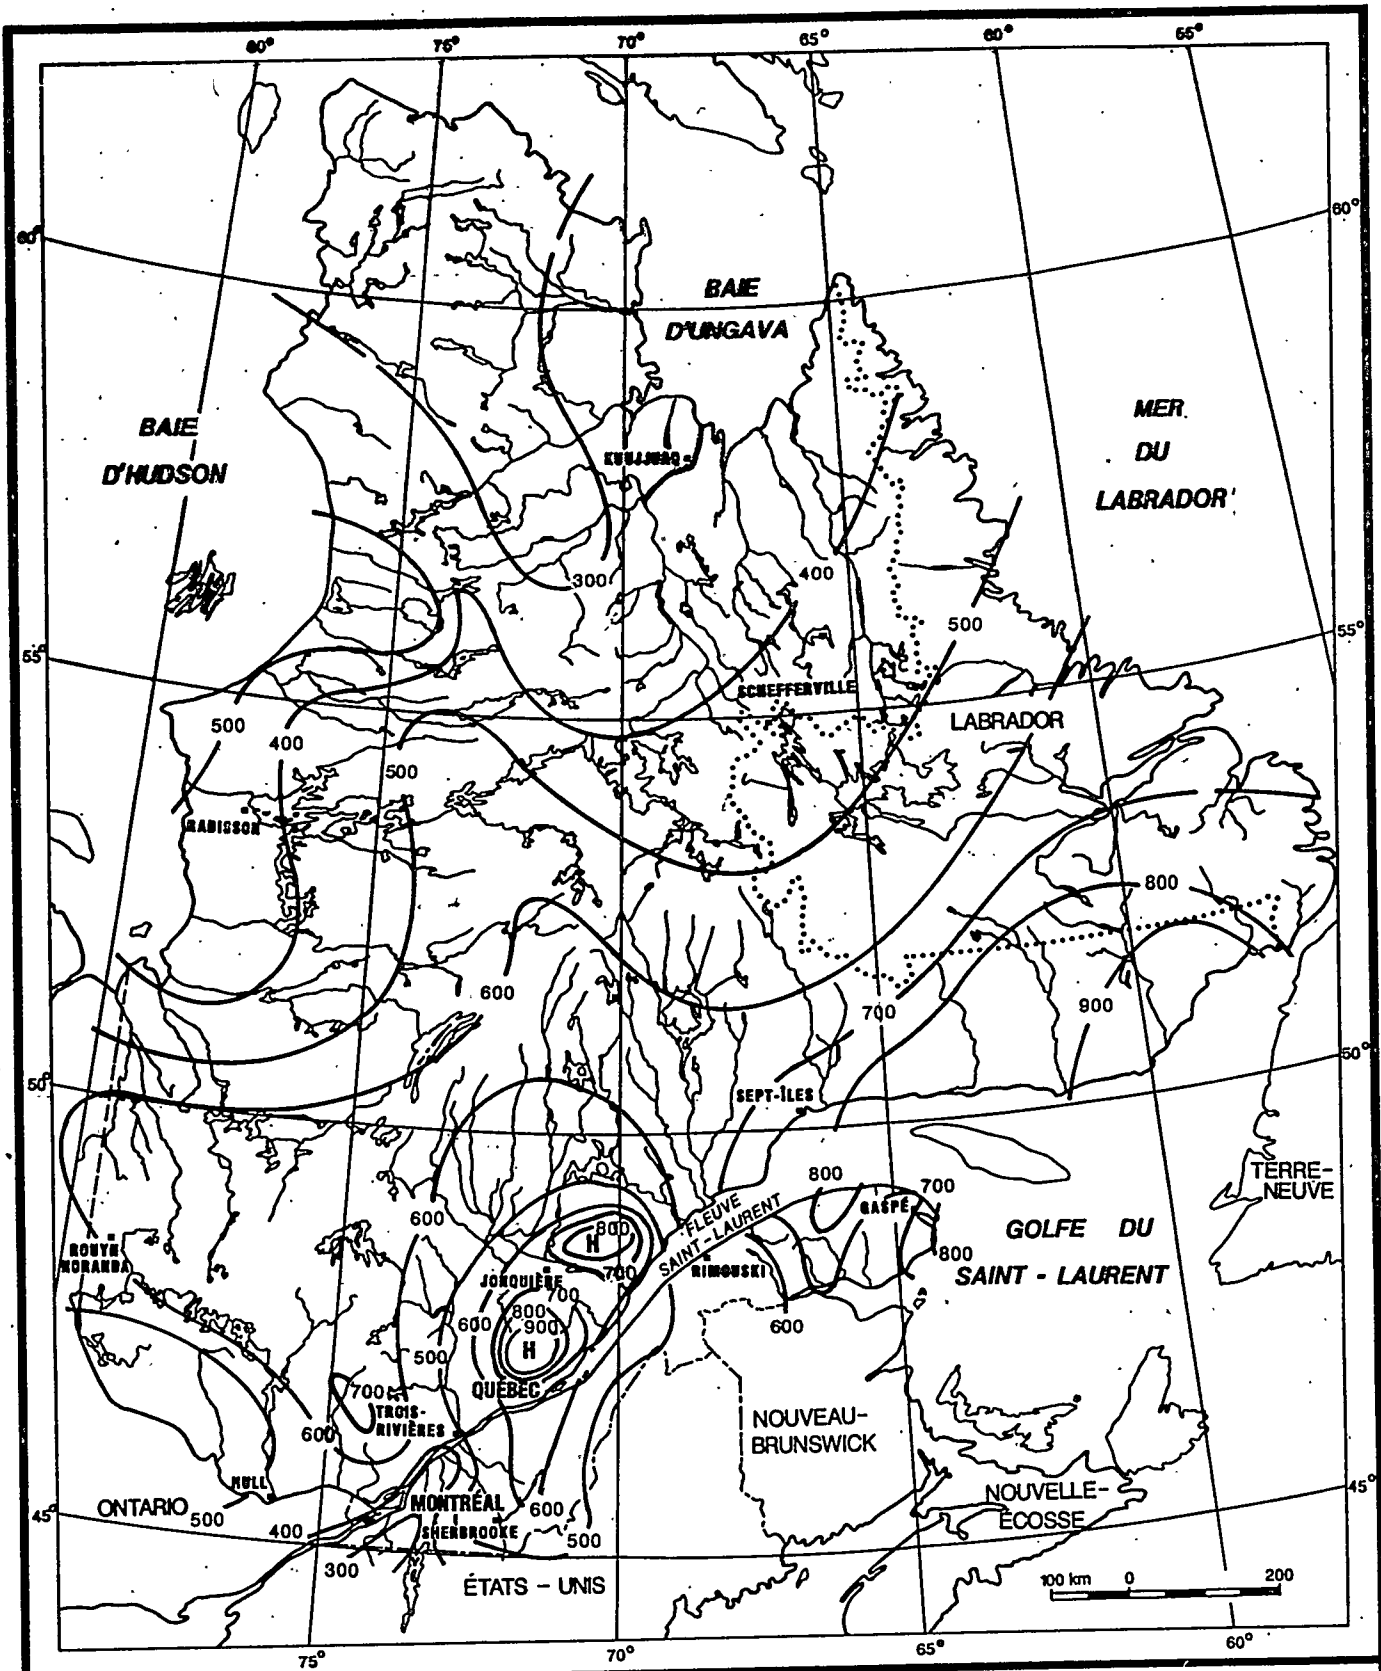 80° 75° 70° 65° 60° 55°
60° 60°
BAIE
D'UNGAVA
MER
DU
LABRADOR
BAIE
D'HUDSON
KUUJJUAQ
300 400
500
55° 55°
SCHEFFERVILLE
LABRADOR
500
400
500
RADISSON
800
600
700
900
50° 50°
SEPT-ÎLES
TERRE-
NEUVE
800 700
GASPÉ
600
FLEUVE
SAINT-LAURENT
800
H
GOLFE DU
SAINT - LAURENT
800
ROUYN
NORANDA
RIMOUSKI
700
JONQUIÈRE
700
800
600
900
600
H
500
QUÉBEC
700
TROIS-
RIVIÈRES
600
NOUVEAU-
BRUNSWICK
HULL
ONTARIO
500
400
300
MONTRÉAL
SHERBROOKE
600
500
NOUVELLE-
ÉCOSSE
45° 45°
ÉTATS - UNIS
100 km 0 200
75° 70° 65° 60°